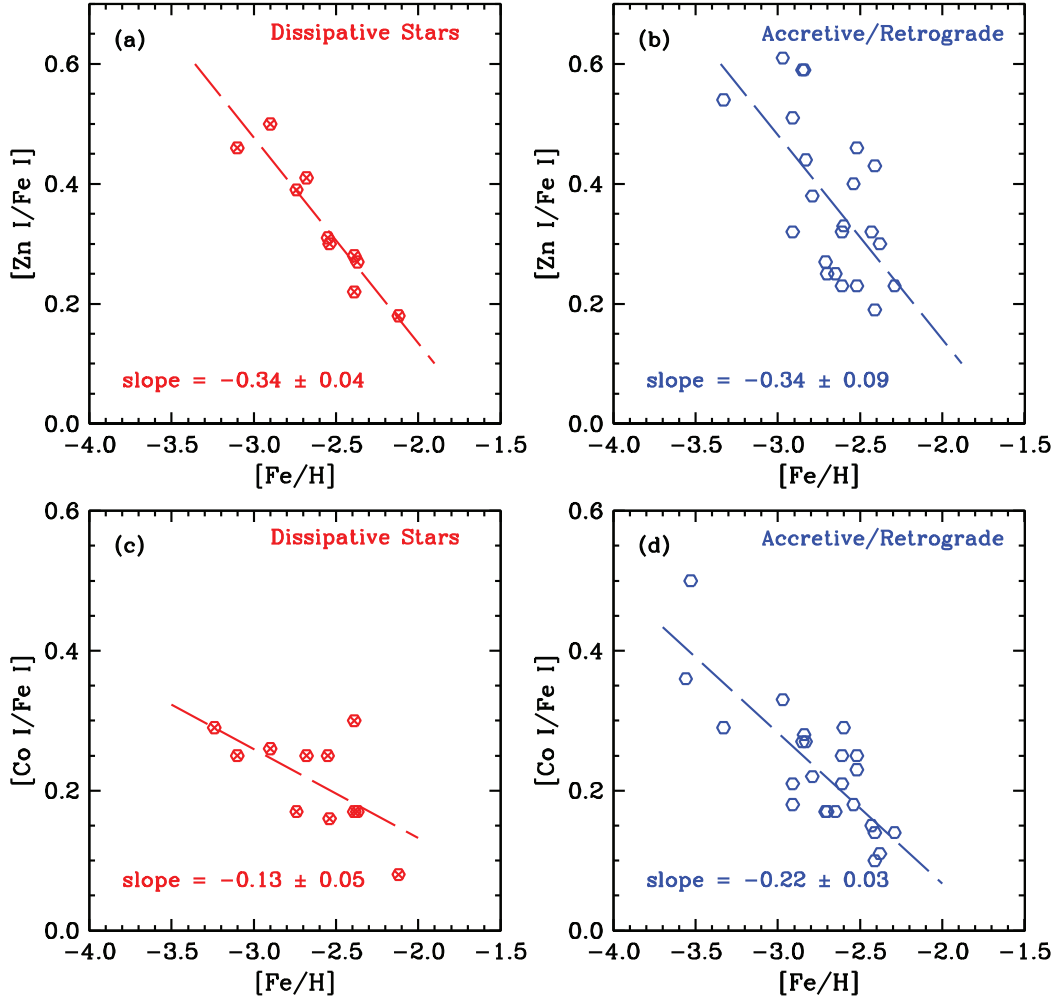 (a) Dissipative Stars
[Zn I/Fe I]
0.6
0.4
0.2
0.0
slope = −0.34 ± 0.04
−4.0 −3.5 −3.0 −2.5 −2.0 −1.5
[Fe/H]
(b) Accretive/Retrograde
[Zn I/Fe I]
0.6
0.4
0.2
0.0
slope = −0.34 ± 0.09
−4.0 −3.5 −3.0 −2.5 −2.0 −1.5
[Fe/H]
(c) Dissipative Stars
[Co I/Fe I]
0.6
0.4
0.2
0.0
slope = −0.13 ± 0.05
−4.0 −3.5 −3.0 −2.5 −2.0 −1.5
[Fe/H]
(d) Accretive/Retrograde
[Co I/Fe I]
0.6
0.4
0.2
0.0
slope = −0.22 ± 0.03
−4.0 −3.5 −3.0 −2.5 −2.0 −1.5
[Fe/H]